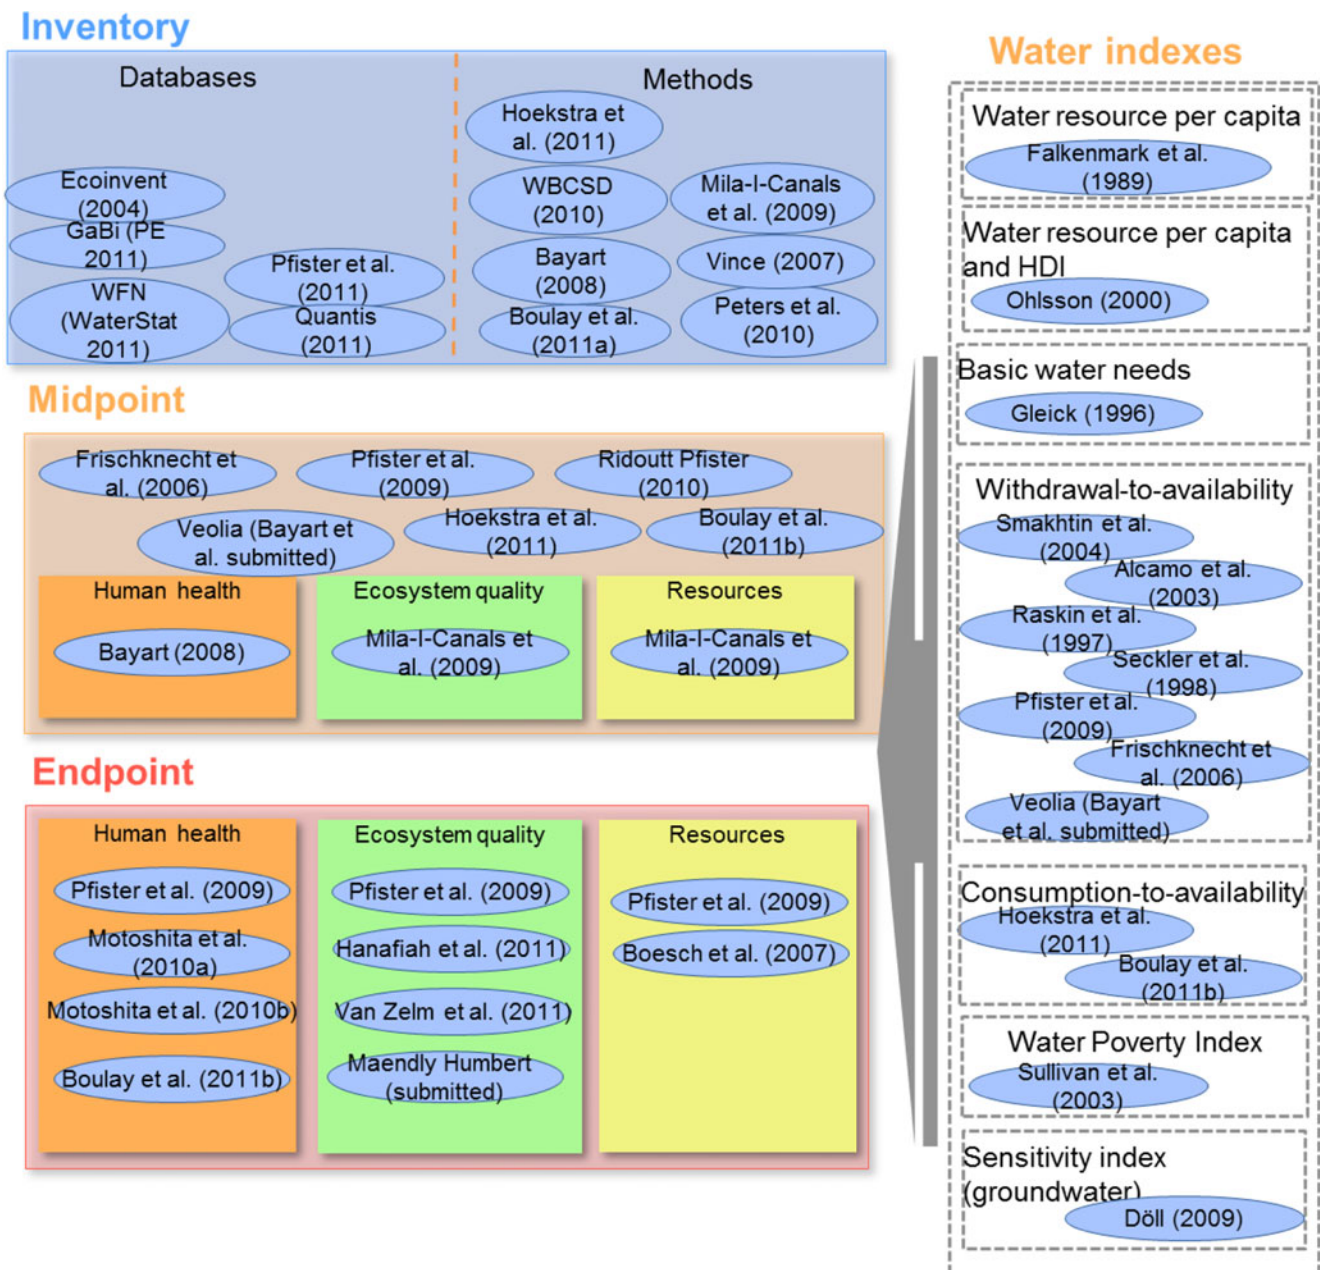 Inventory
Databases
Methods
Ecoinvent
(2004)
GaBi (PE
2011)
WFN
(WaterStat
2011)
Pfister et al.
(2011)
Quantis
(2011)
Hoekstra et
al. (2011)
WBCSD
(2010)
Bayart
(2008)
Boulay et al.
(2011a)
Mila-I-Canals
et al. (2009)
Vince (2007)
Peters et al.
(2010)
Midpoint
Frischknecht et
al. (2006)
Pfister et al.
(2009)
Ridoutt Pfister
(2010)
Veolia (Bayart et
al. submitted)
Hoekstra et al.
(2011)
Boulay et al.
(2011b)
Human health
Bayart (2008)
Ecosystem quality
Mila-I-Canals et
al. (2009)
Resources
Mila-I-Canals et
al. (2009)
Endpoint
Human health
Pfister et al. (2009)
Motoshita et al.
(2010a)
Motoshita et al. (2010b)
Boulay et al. (2011b)
Ecosystem quality
Pfister et al. (2009)
Hanafiah et al. (2011)
Van Zelm et al. (2011)
Maendly Humbert
(submitted)
Resources
Pfister et al. (2009)
Boesch et al. (2007)
Water indexes
Water resource per capita
Falkenmark et al.
(1989)
Water resource per capita
and HDI
Ohlsson (2000)
Basic water needs
Gleick (1996)
Withdrawal-to-availability
Smakhtin et al.
(2004)
Alcamo et al.
(2003)
Raskin et al.
(1997)
Seckler et al.
(1998)
Pfister et al.
(2009)
Frischknecht et
al. (2006)
Veolia (Bayart
et al. submitted)
Consumption-to-availability
Hoekstra et al.
(2011)
Boulay et al.
(2011b)
Water Poverty Index
Sullivan et al.
(2003)
Sensitivity index
(groundwater)
Döll (2009)